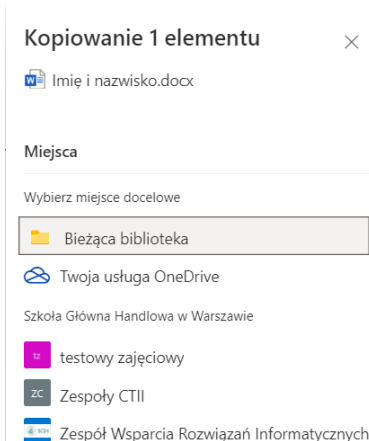 Kopiowanie 1 elementu
Imię i nazwisko.docx
Miejsca
Wybierz miejsce docelowe
Bieżąca biblioteka
Twoja usługa OneDrive
Szkoła Główna Handlowa w Warszawie
tz testowy zajęciowy
ZC Zespoły CTII
SGH Zespół Wsparcia Rozwiązań Informatycznych